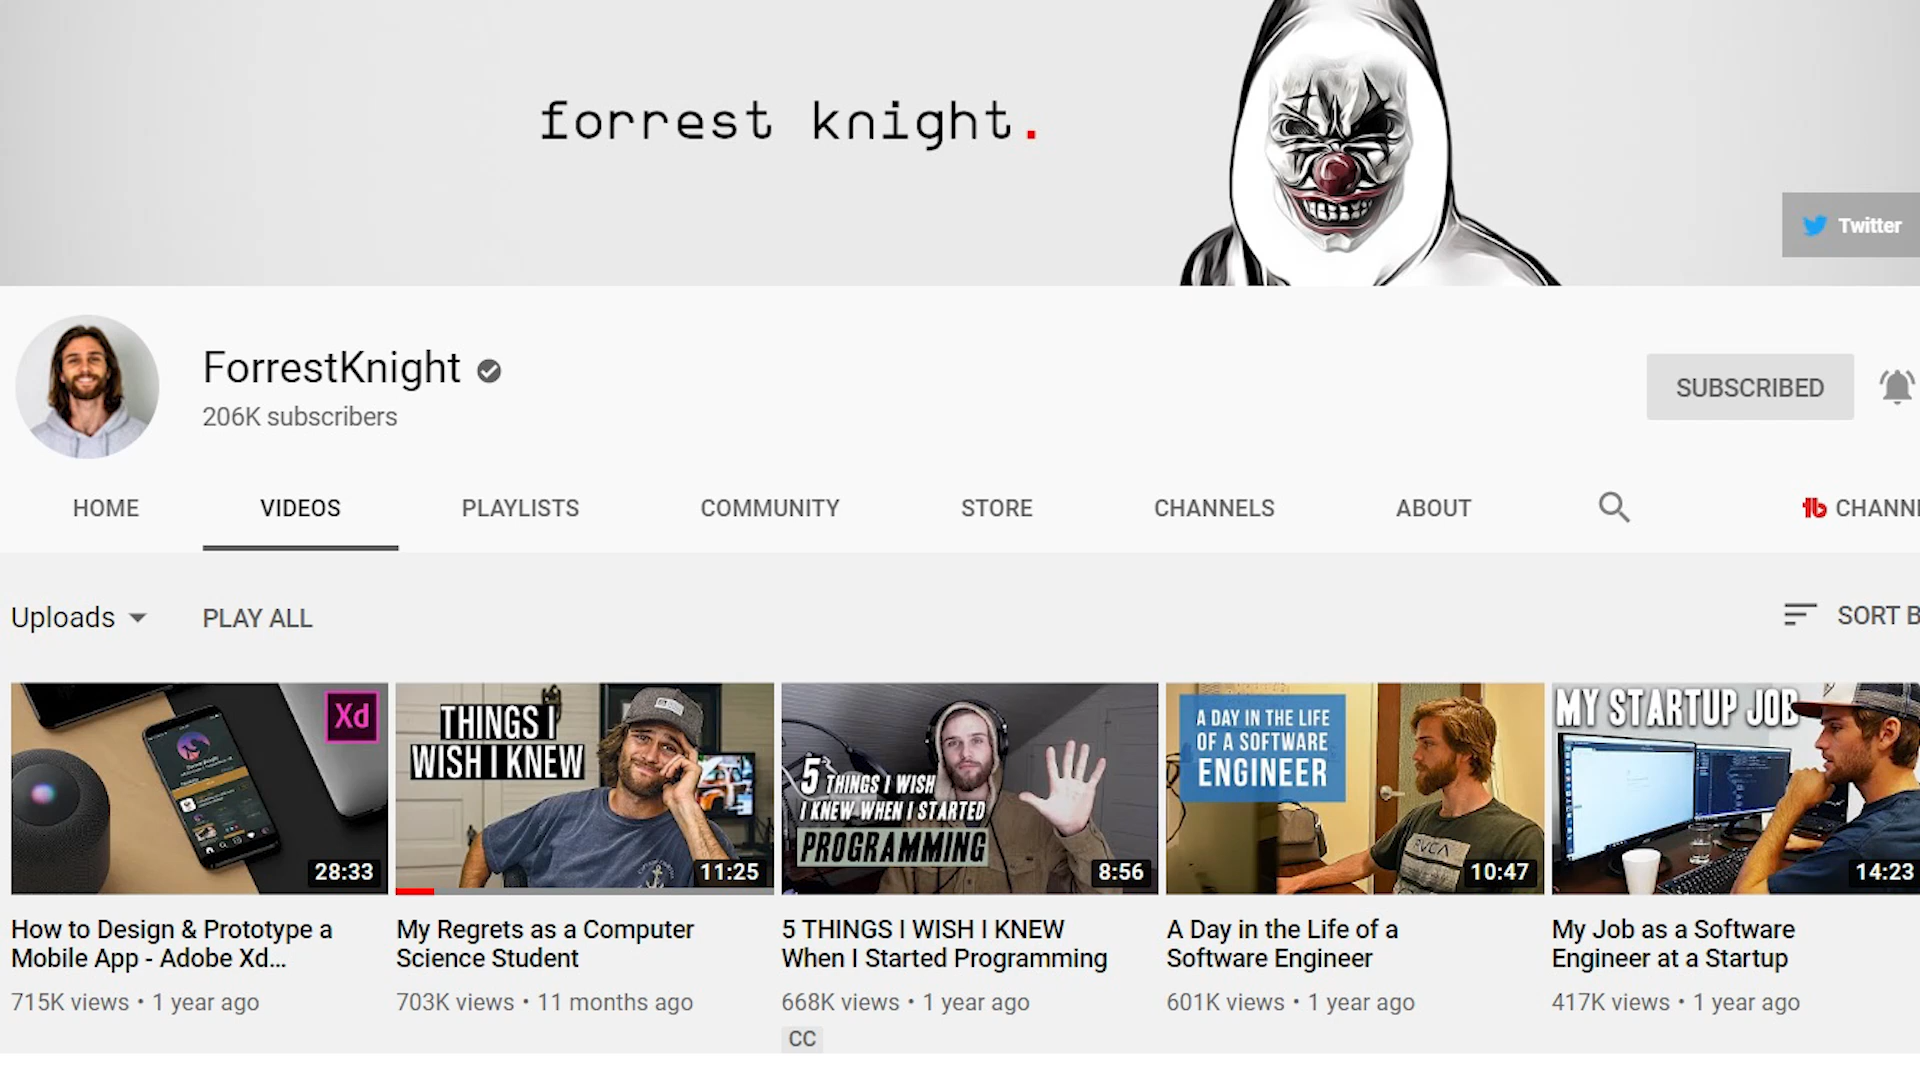 forrest knight.
Twitter
ForrestKnight
206K subscribers
SUBSCRIBED
HOME
VIDEOS
PLAYLISTS
COMMUNITY
STORE
CHANNELS
ABOUT
CHANN
Uploads
PLAY ALL
SORT B
Xd
28:33
THINGS I
WISH I KNEW
11:25
5 THINGS I WISH
I KNEW WHEN I STARTED
PROGRAMMING
8:56
A DAY IN THE LIFE
OF A SOFTWARE
ENGINEER
RVCA
10:47
MY STARTUP JOB
14:23
How to Design & Prototype a
Mobile App - Adobe Xd...
715K views • 1 year ago
My Regrets as a Computer
Science Student
703K views • 11 months ago
5 THINGS I WISH I KNEW
When I Started Programming
668K views • 1 year ago
CC
A Day in the Life of a
Software Engineer
601K views • 1 year ago
My Job as a Software
Engineer at a Startup
417K views • 1 year ago